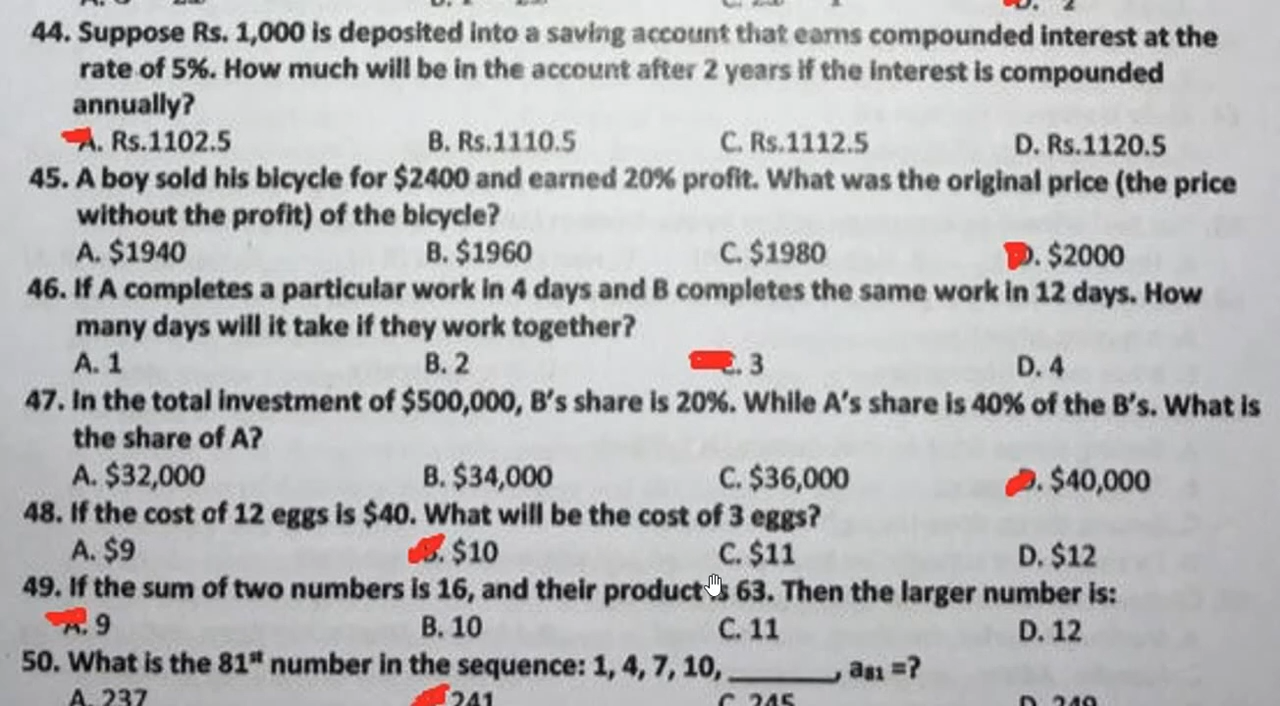 44. Suppose Rs. 1,000 is deposited into a saving account that earns compounded interest at the
rate of 5%. How much will be in the account after 2 years if the interest is compounded
annually?
A. Rs.1102.5 B. Rs.1110.5 C. Rs.1112.5 D. Rs.1120.5
45. A boy sold his bicycle for $2400 and earned 20% profit. What was the original price (the price
without the profit) of the bicycle?
A. $1940 B. $1960 C. $1980 D. $2000
46. If A completes a particular work in 4 days and B completes the same work in 12 days. How
many days will it take if they work together?
A. 1 B. 2 C. 3 D. 4
47. In the total investment of $500,000, B's share is 20%. While A's share is 40% of the B's. What is
the share of A?
A. $32,000 B. $34,000 C. $36,000 D. $40,000
48. If the cost of 12 eggs is $40. What will be the cost of 3 eggs?
A. $9 B. $10 C. $11 D. $12
49. If the sum of two numbers is 16, and their product is 63. Then the larger number is:
A. 9 B. 10 C. 11 D. 12
50. What is the 81st number in the sequence: 1, 4, 7, 10, ________, a81 =?
A. 237 241 C. 245 D. 249